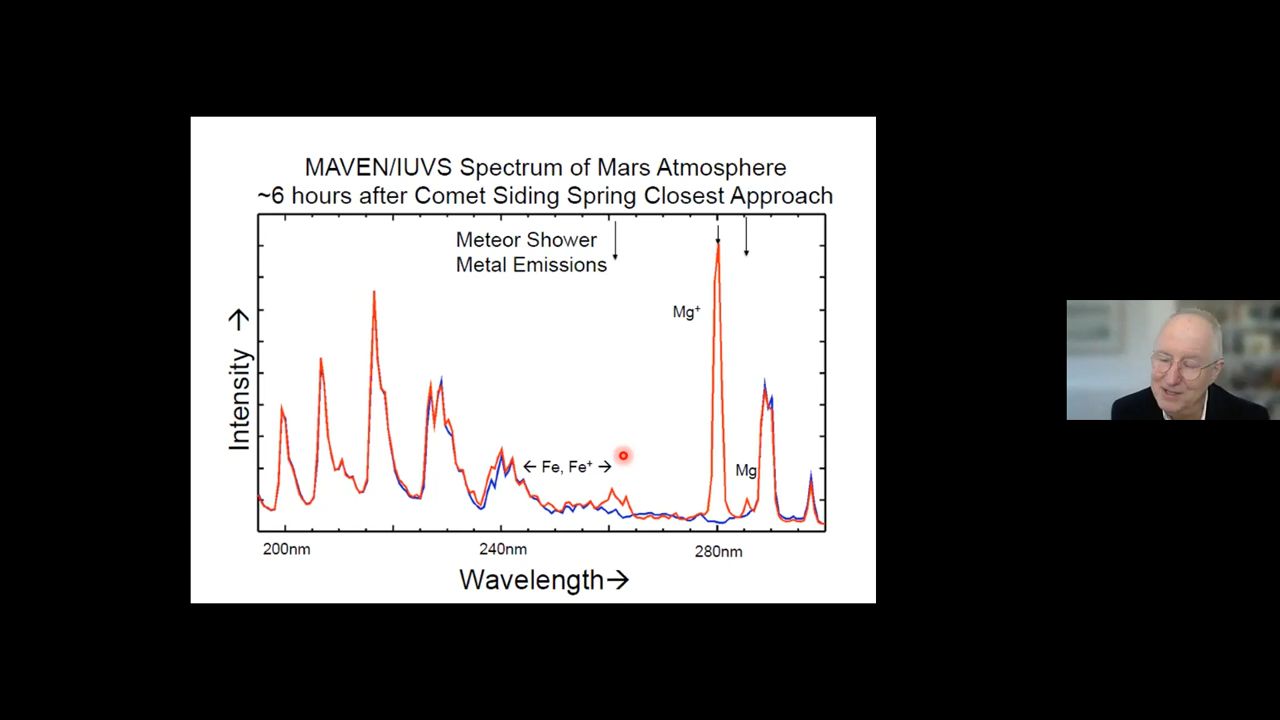 MAVEN/IUVS Spectrum of Mars Atmosphere
~6 hours after Comet Siding Spring Closest Approach
Meteor Shower
Metal Emissions
Mg⁺
Intensity →
← Fe, Fe⁺ →
Mg
200nm 240nm 280nm
Wavelength→